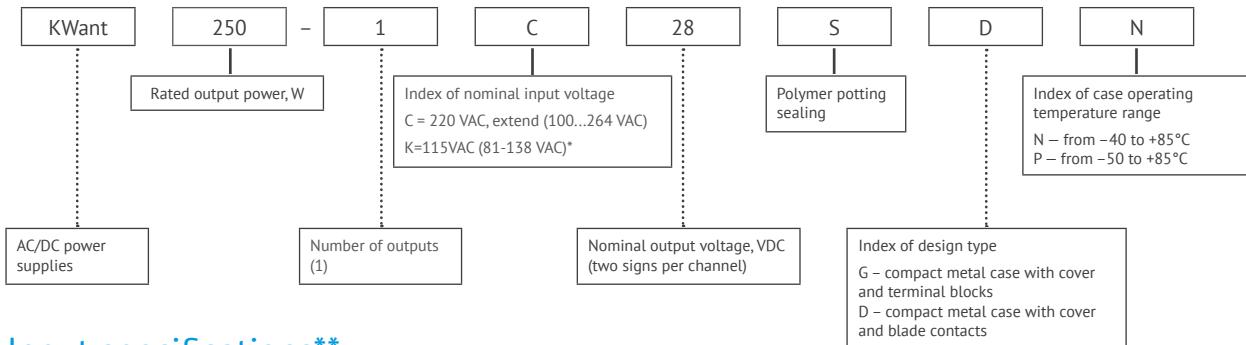 KWant 250 – 1 C 28 S D N
Rated output power, W
Index of nominal input voltage
C = 220 VAC, extend (100...264 VAC)
K=115VAC (81-138 VAC)*
Polymer potting
sealing
Index of case operating
temperature range
N — from –40 to +85°C
P — from –50 to +85°C
AC/DC power
supplies
Number of outputs
(1)
Nominal output voltage, VDC
(two signs per channel)
Index of design type
G – compact metal case with cover
and terminal blocks
D – compact metal case with cover
and blade contacts
Input specifications**